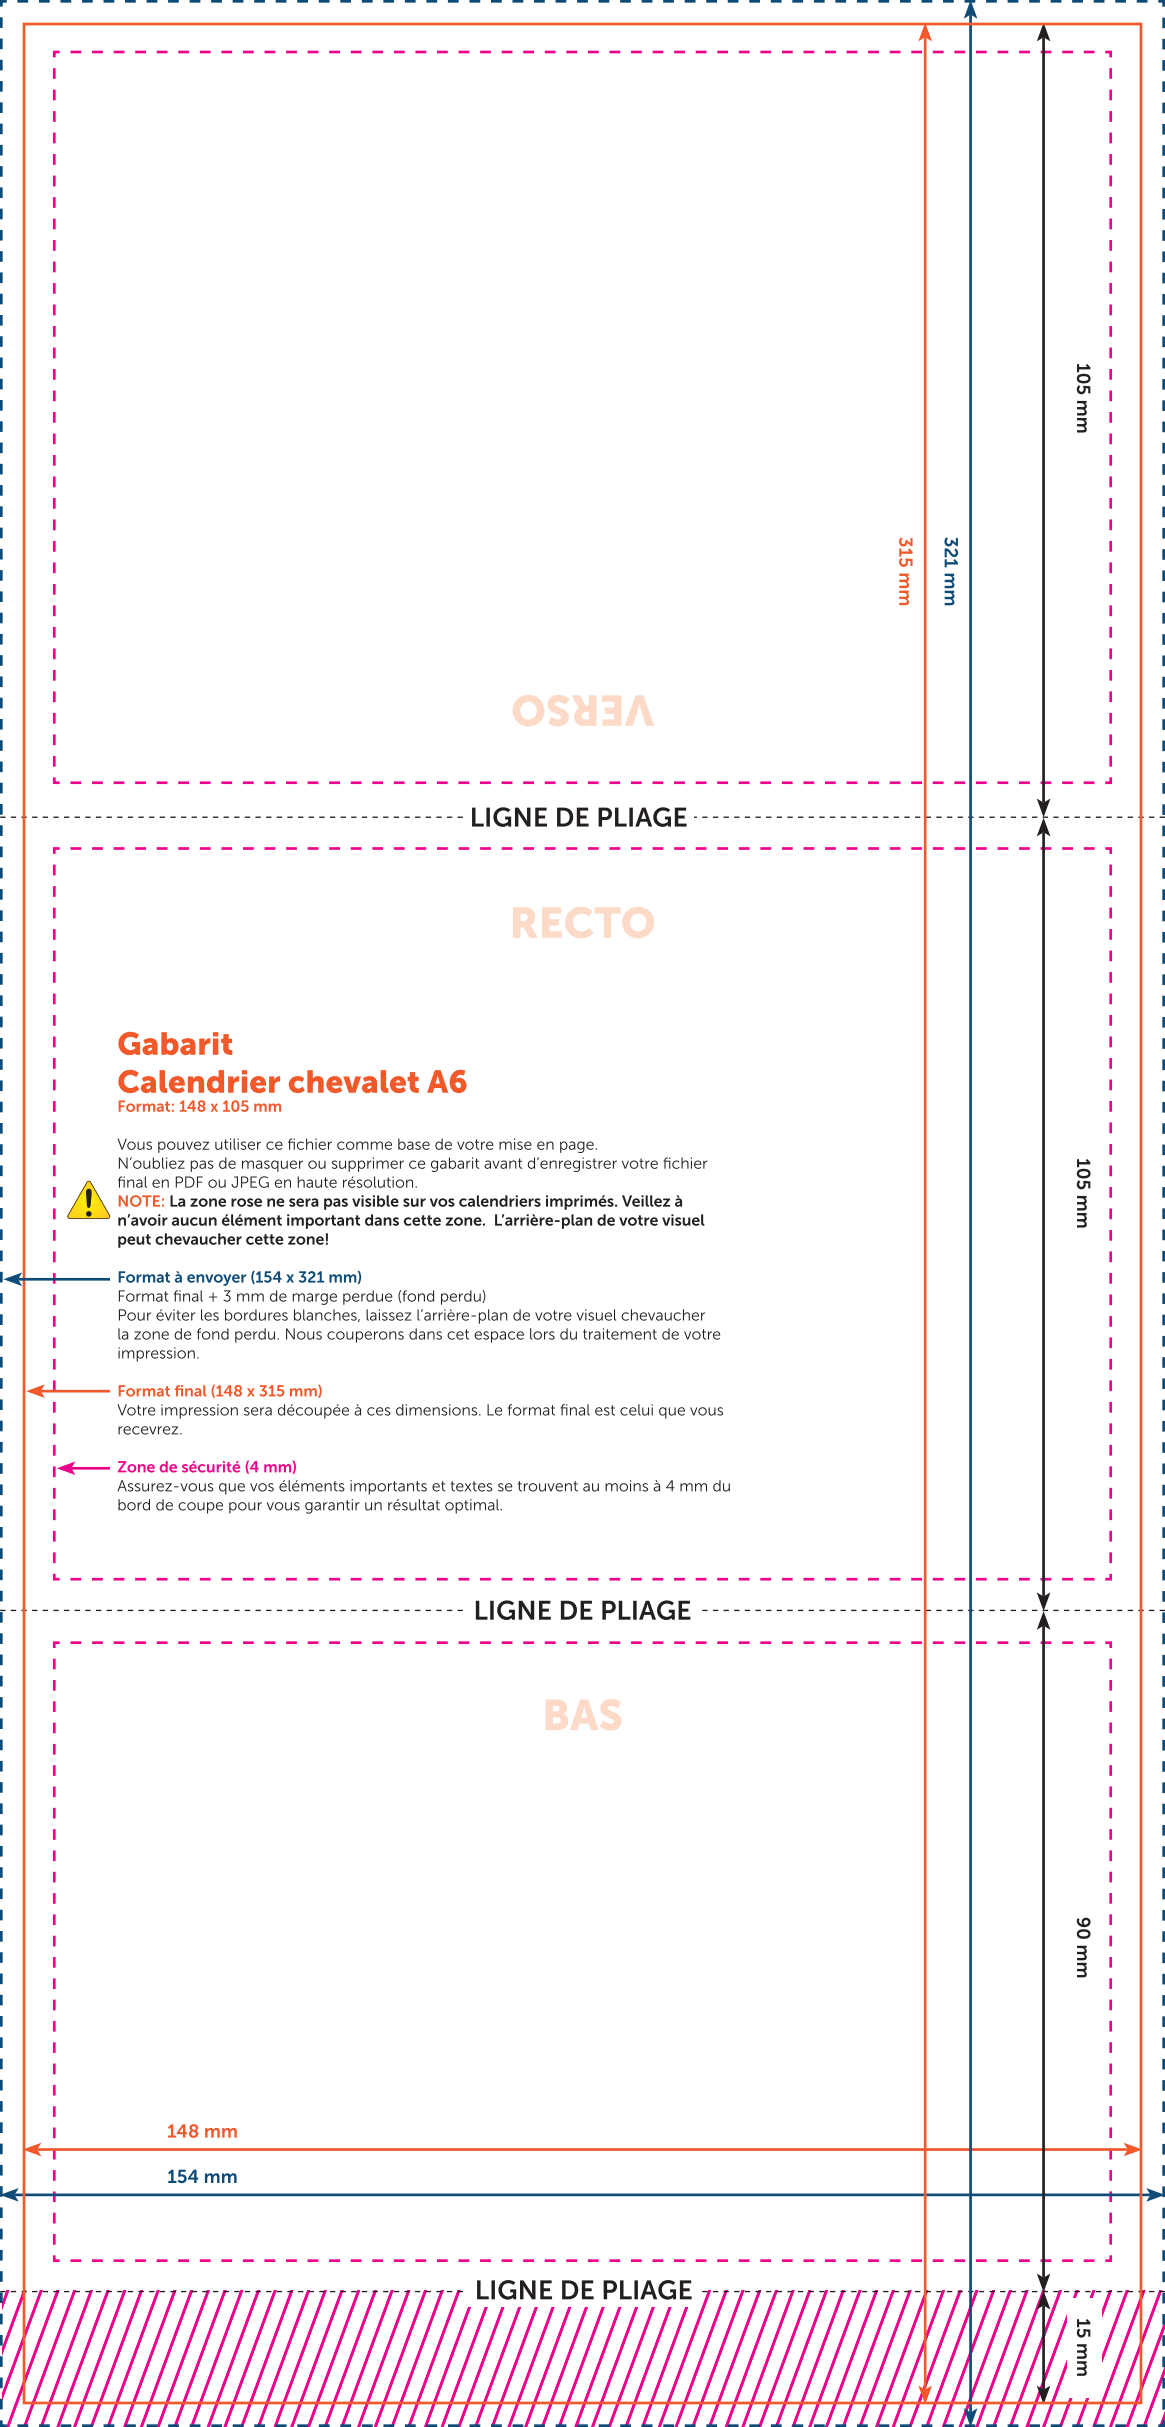 105 mm
315 mm
321 mm
VERSO
LIGNE DE PLIAGE
RECTO
Gabarit
Calendrier chevalet A6
Format: 148 x 105 mm
Vous pouvez utiliser ce fichier comme base de votre mise en page.
N’oubliez pas de masquer ou supprimer ce gabarit avant d’enregistrer votre fichier
final en PDF ou JPEG en haute résolution.
NOTE: La zone rose ne sera pas visible sur vos calendriers imprimés. Veillez à
n’avoir aucun élément important dans cette zone. L’arrière-plan de votre visuel
peut chevaucher cette zone!
105 mm
Format à envoyer (154 x 321 mm)
Format final + 3 mm de marge perdue (fond perdu)
Pour éviter les bordures blanches, laissez l’arrière-plan de votre visuel chevaucher
la zone de fond perdu. Nous couperons dans cet espace lors du traitement de votre
impression.
Format final (148 x 315 mm)
Votre impression sera découpée à ces dimensions. Le format final est celui que vous
recevrez.
Zone de sécurité (4 mm)
Assurez-vous que vos éléments importants et textes se trouvent au moins à 4 mm du
bord de coupe pour vous garantir un résultat optimal.
LIGNE DE PLIAGE
BAS
90 mm
148 mm
154 mm
LIGNE DE PLIAGE
15 mm